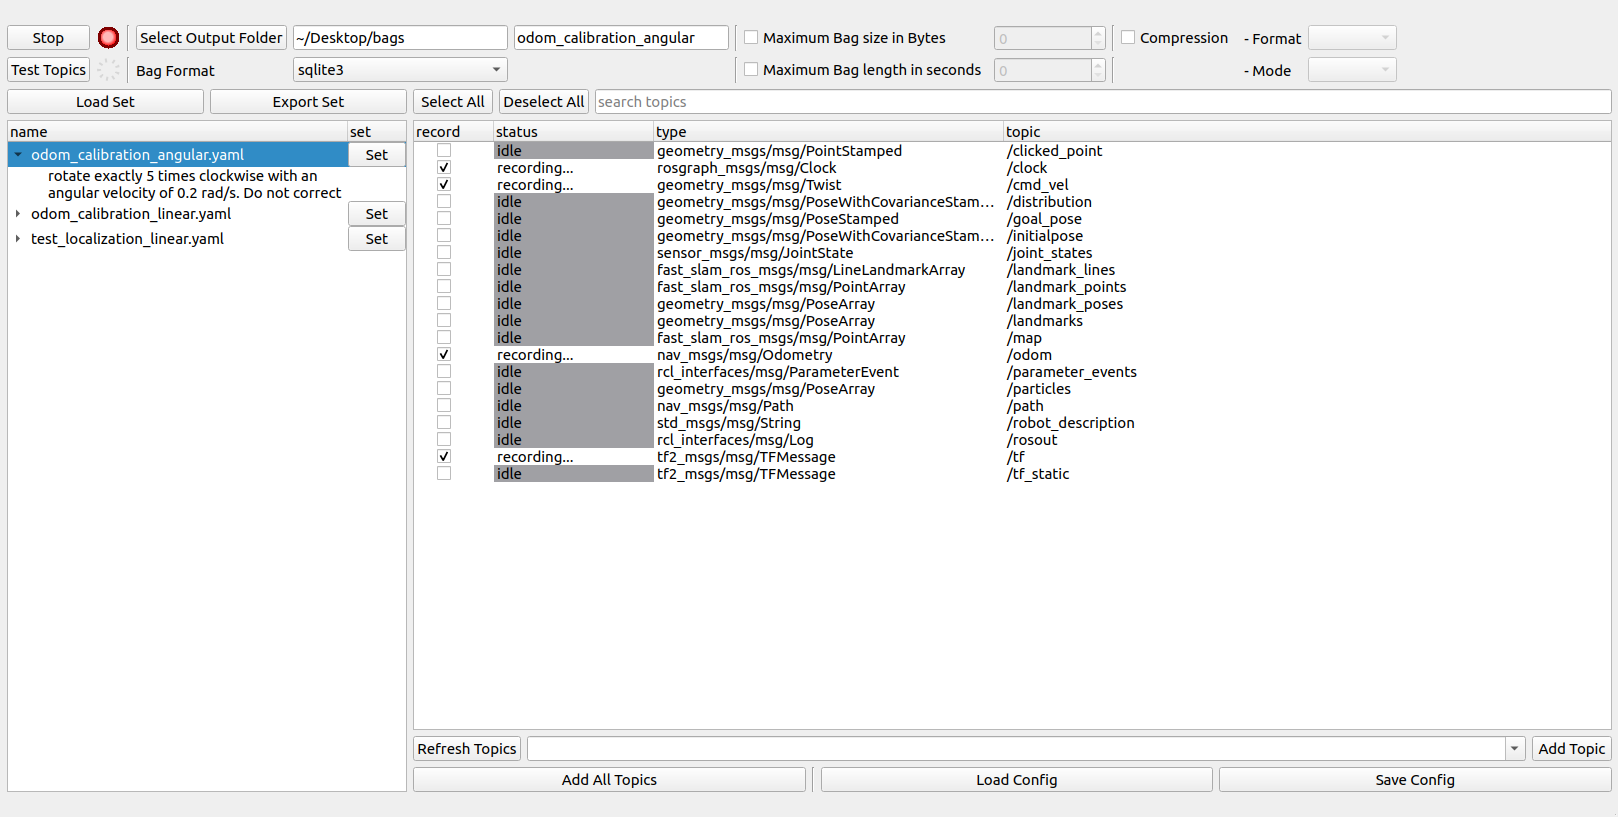 Stop Select Output Folder ~/Desktop/bags odom_calibration_angular Maximum Bag size in Bytes 0 Compression - Format
Test Topics Bag Format sqlite3 Maximum Bag length in seconds 0 - Mode
Load Set Export Set Select All Deselect All search topics
name set
odom_calibration_angular.yaml Set
rotate exactly 5 times clockwise with an
angular velocity of 0.2 rad/s. Do not correct
odom_calibration_linear.yaml Set
test_localization_linear.yaml Set
record status type topic
idle geometry_msgs/msg/PointStamped /clicked_point
recording... rosgraph_msgs/msg/Clock /clock
recording... geometry_msgs/msg/Twist /cmd_vel
idle geometry_msgs/msg/PoseWithCovarianceStam... /distribution
idle geometry_msgs/msg/PoseStamped /goal_pose
idle geometry_msgs/msg/PoseWithCovarianceStam... /initialpose
idle sensor_msgs/msg/JointState /joint_states
idle fast_slam_ros_msgs/msg/LineLandmarkArray /landmark_lines
idle fast_slam_ros_msgs/msg/PointArray /landmark_points
idle geometry_msgs/msg/PoseArray /landmark_poses
idle geometry_msgs/msg/PoseArray /landmarks
idle fast_slam_ros_msgs/msg/PointArray /map
recording... nav_msgs/msg/Odometry /odom
idle rcl_interfaces/msg/ParameterEvent /parameter_events
idle geometry_msgs/msg/PoseArray /particles
idle nav_msgs/msg/Path /path
idle std_msgs/msg/String /robot_description
idle rcl_interfaces/msg/Log /rosout
recording... tf2_msgs/msg/TFMessage /tf
idle tf2_msgs/msg/TFMessage /tf_static
Refresh Topics Add Topic
Add All Topics Load Config Save Config